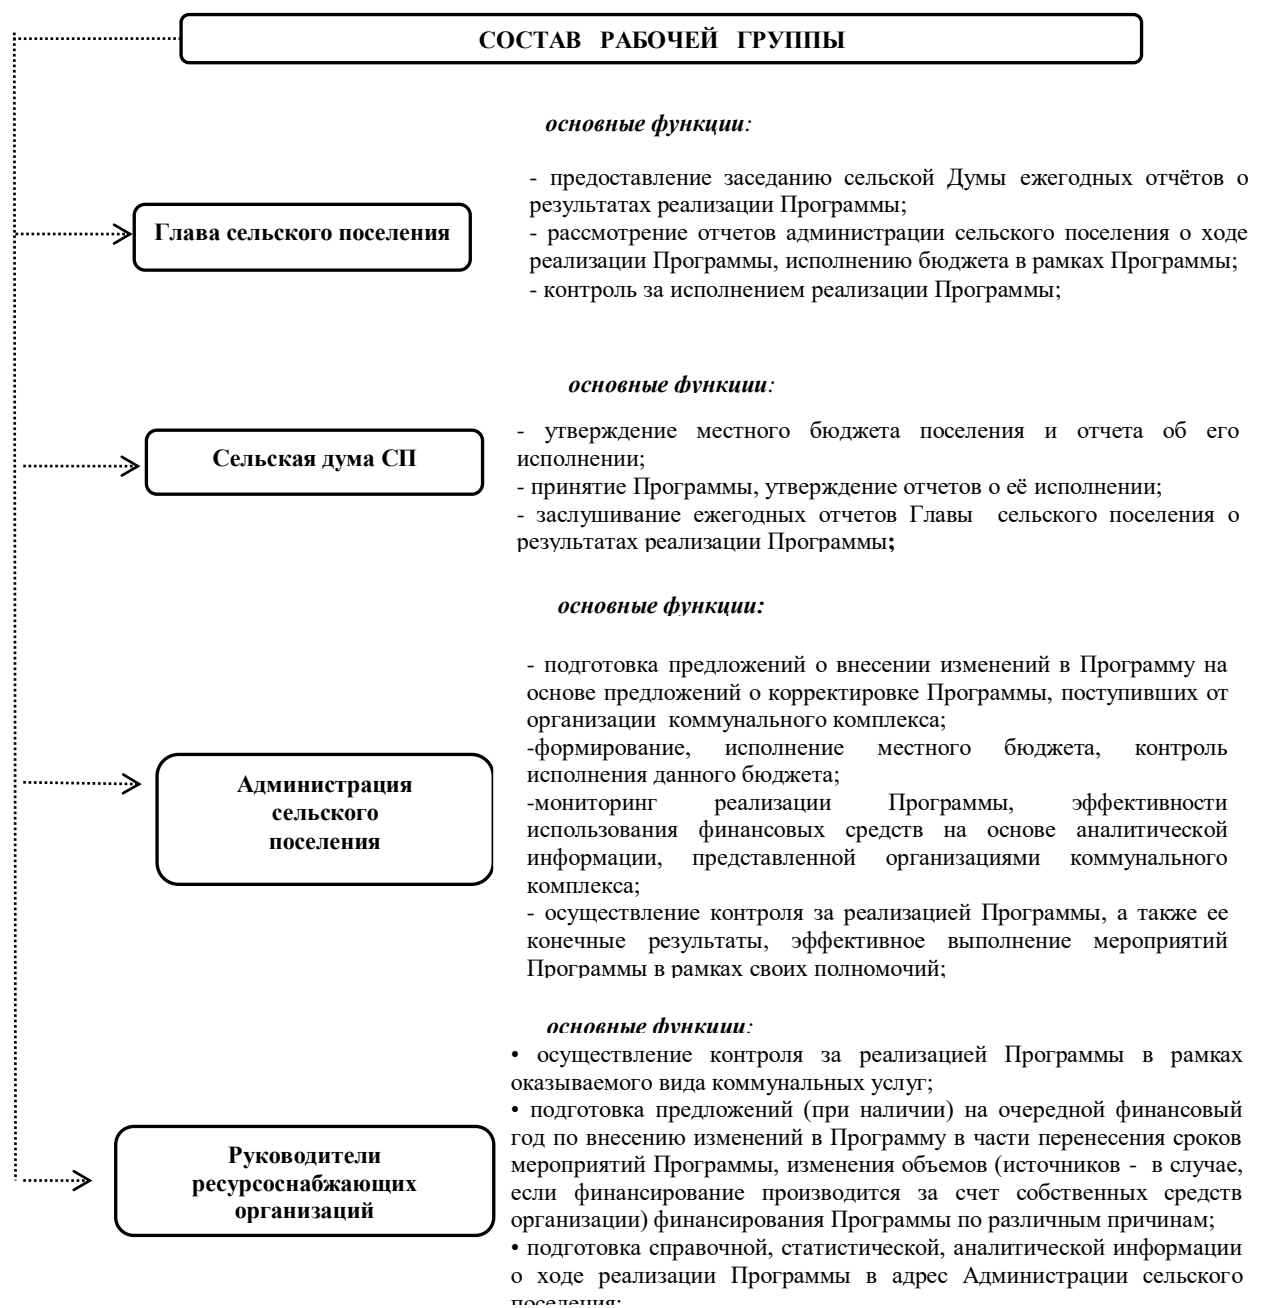 СОСТАВ РАБОЧЕЙ ГРУППЫ
основные функции:
Глава сельского поселения
- предоставление заседанию сельской Думы ежегодных отчётов о
результатах реализации Программы;
- рассмотрение отчетов администрации сельского поселения о ходе
реализации Программы, исполнению бюджета в рамках Программы;
- контроль за исполнением реализации Программы;
основные функции:
Сельская дума СП
- утверждение местного бюджета поселения и отчета об его
исполнении;
- принятие Программы, утверждение отчетов о её исполнении;
- заслушивание ежегодных отчетов Главы сельского поселения о
результатах реализации Программы;
основные функции:
Администрация
сельского
поселения
- подготовка предложений о внесении изменений в Программу на
основе предложений о корректировке Программы, поступивших от
организации коммунального комплекса;
-формирование, исполнение местного бюджета, контроль
исполнения данного бюджета;
-мониторинг реализации Программы, эффективности
использования финансовых средств на основе аналитической
информации, представленной организациями коммунального
комплекса;
- осуществление контроля за реализацией Программы, а также ее
конечные результаты, эффективное выполнение мероприятий
Программы в рамках своих полномочий;
основные функции:
Руководители
ресурсоснабжающих
организаций
• осуществление контроля за реализацией Программы в рамках
оказываемого вида коммунальных услуг;
• подготовка предложений (при наличии) на очередной финансовый
год по внесению изменений в Программу в части перенесения сроков
мероприятий Программы, изменения объемов (источников - в случае,
если финансирование производится за счет собственных средств
организации) финансирования Программы по различным причинам;
• подготовка справочной, статистической, аналитической информации
о ходе реализации Программы в адрес Администрации сельского
поселения;